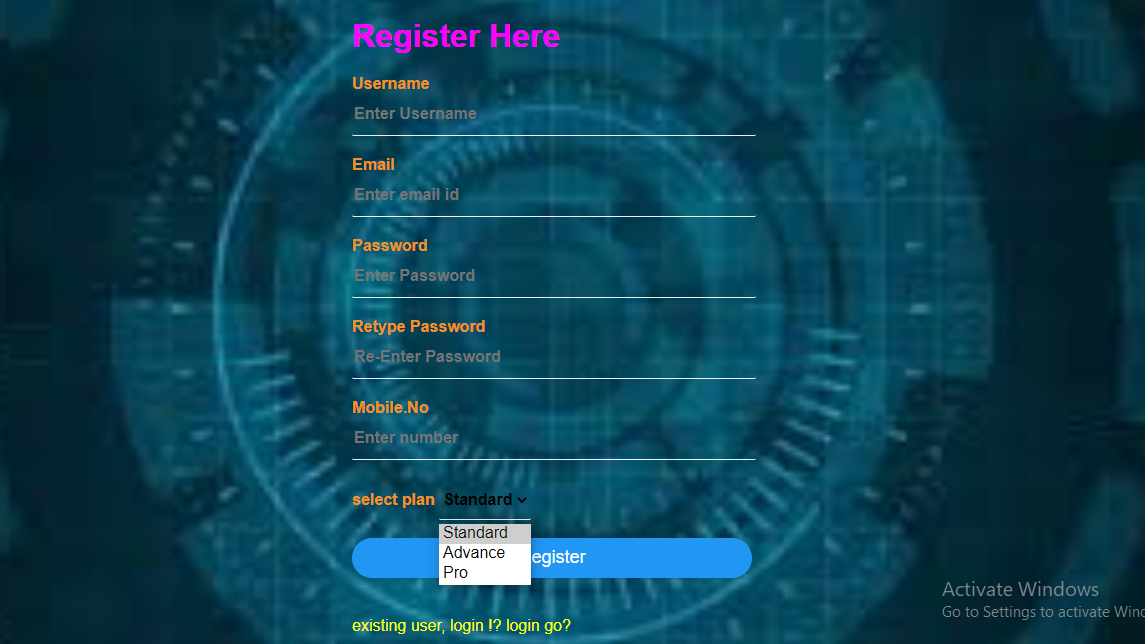 Register Here
Username
Enter Username
Email
Enter email id
Password
Enter Password
Retype Password
Re-Enter Password
Mobile.No
Enter number
select plan Standard
Standard
Advance
Pro
egister
existing user, login !? login go?
Activate Windows
Go to Settings to activate Win